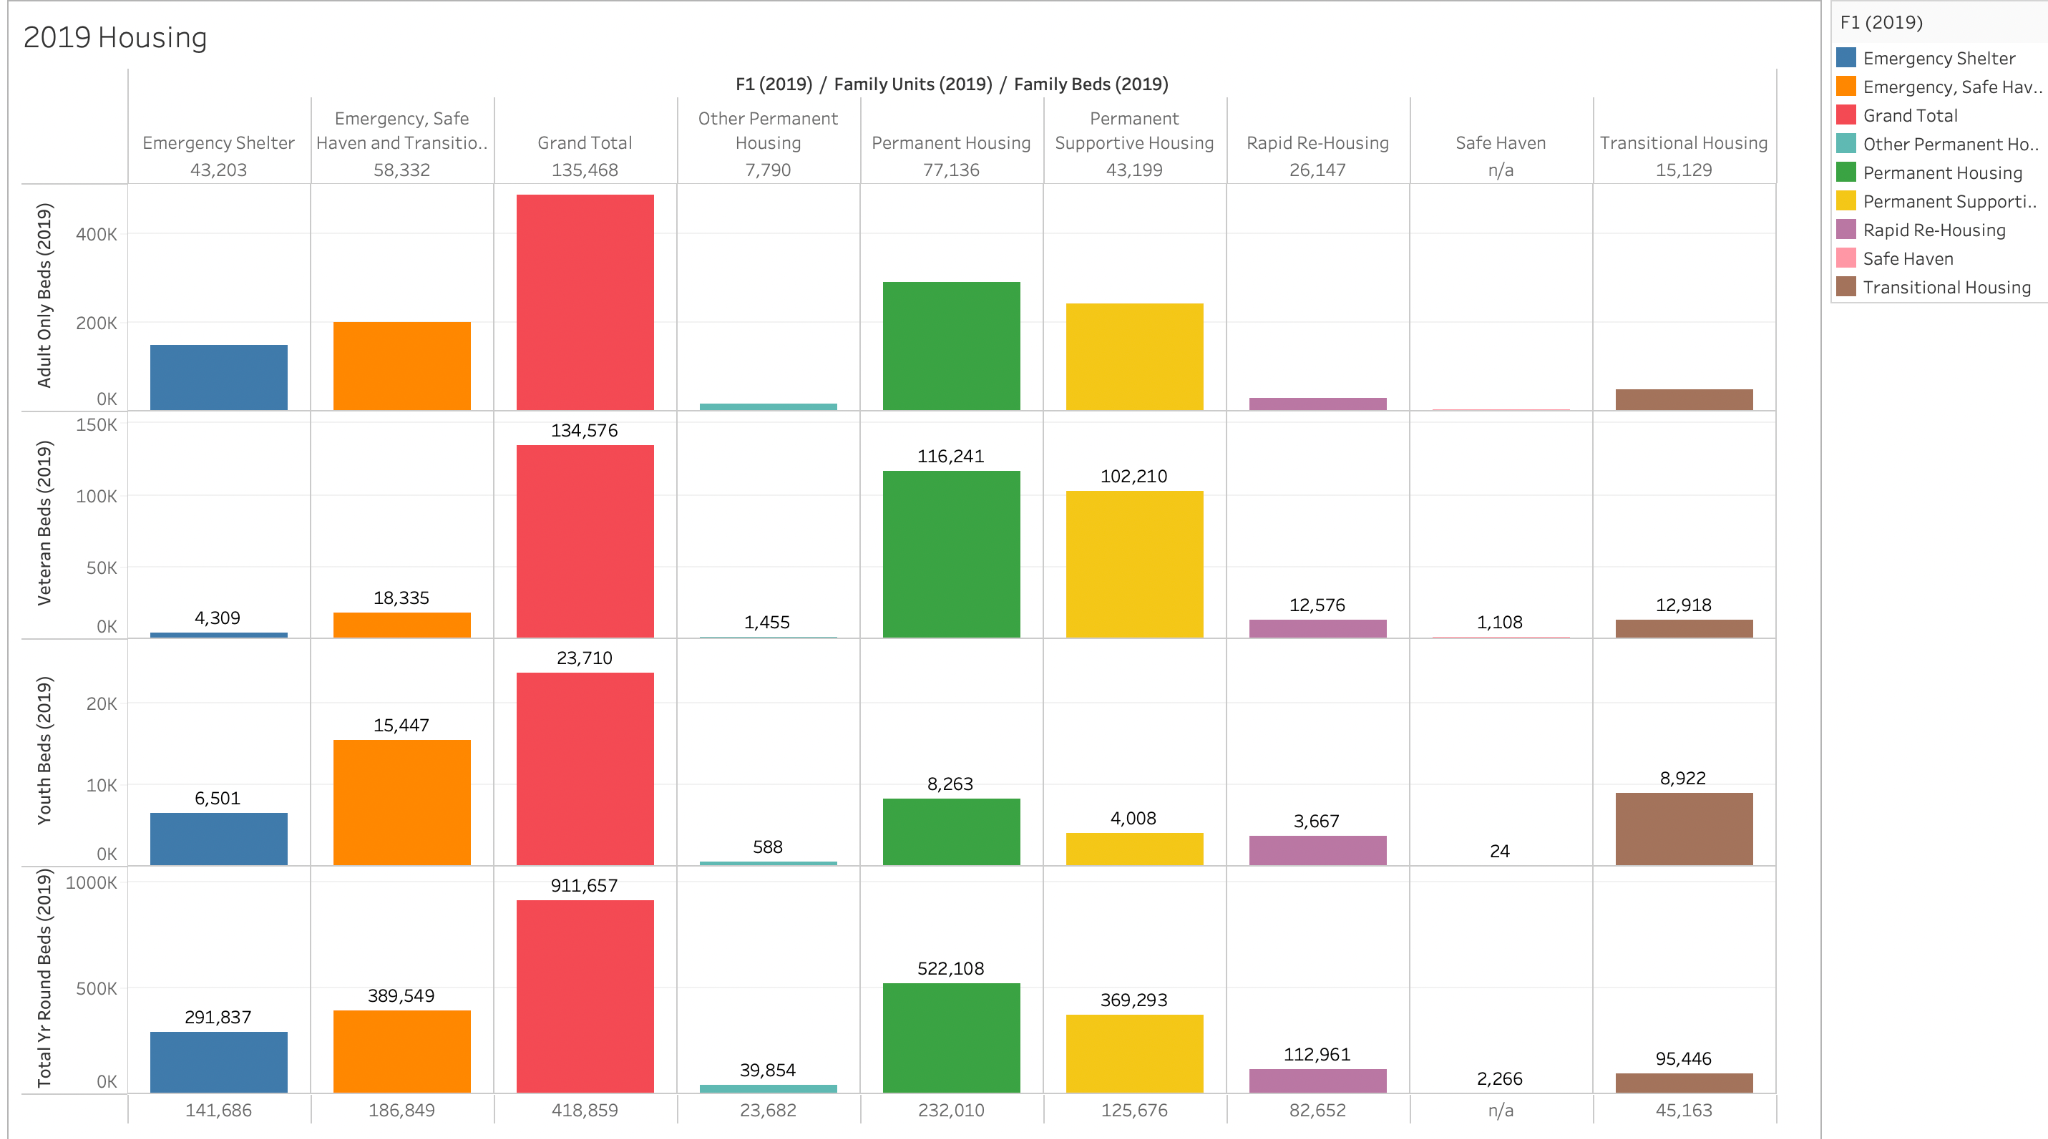 2019 Housing
F1 (2019) / Family Units (2019) / Family Beds (2019)
Emergency Shelter
43,203
Emergency, Safe
Haven and Transitio..
58,332
Grand Total
135,468
Other Permanent
Housing
7,790
Permanent Housing
77,136
Permanent
Supportive Housing
43,199
Rapid Re-Housing
26,147
Safe Haven
n/a
Transitional Housing
15,129
Adult Only Beds (2019)
400K
200K
0K
Veteran Beds (2019)
150K
100K
50K
0K
4,309
18,335
134,576
1,455
116,241
102,210
12,576
1,108
12,918
Youth Beds (2019)
20K
10K
0K
6,501
15,447
23,710
588
8,263
4,008
3,667
24
8,922
Total Yr Round Beds (2019)
1000K
500K
0K
291,837
389,549
911,657
39,854
522,108
369,293
112,961
2,266
95,446
141,686
186,849
418,859
23,682
232,010
125,676
82,652
n/a
45,163
F1 (2019)
Emergency Shelter
Emergency, Safe Hav..
Grand Total
Other Permanent Ho..
Permanent Housing
Permanent Supporti..
Rapid Re-Housing
Safe Haven
Transitional Housing